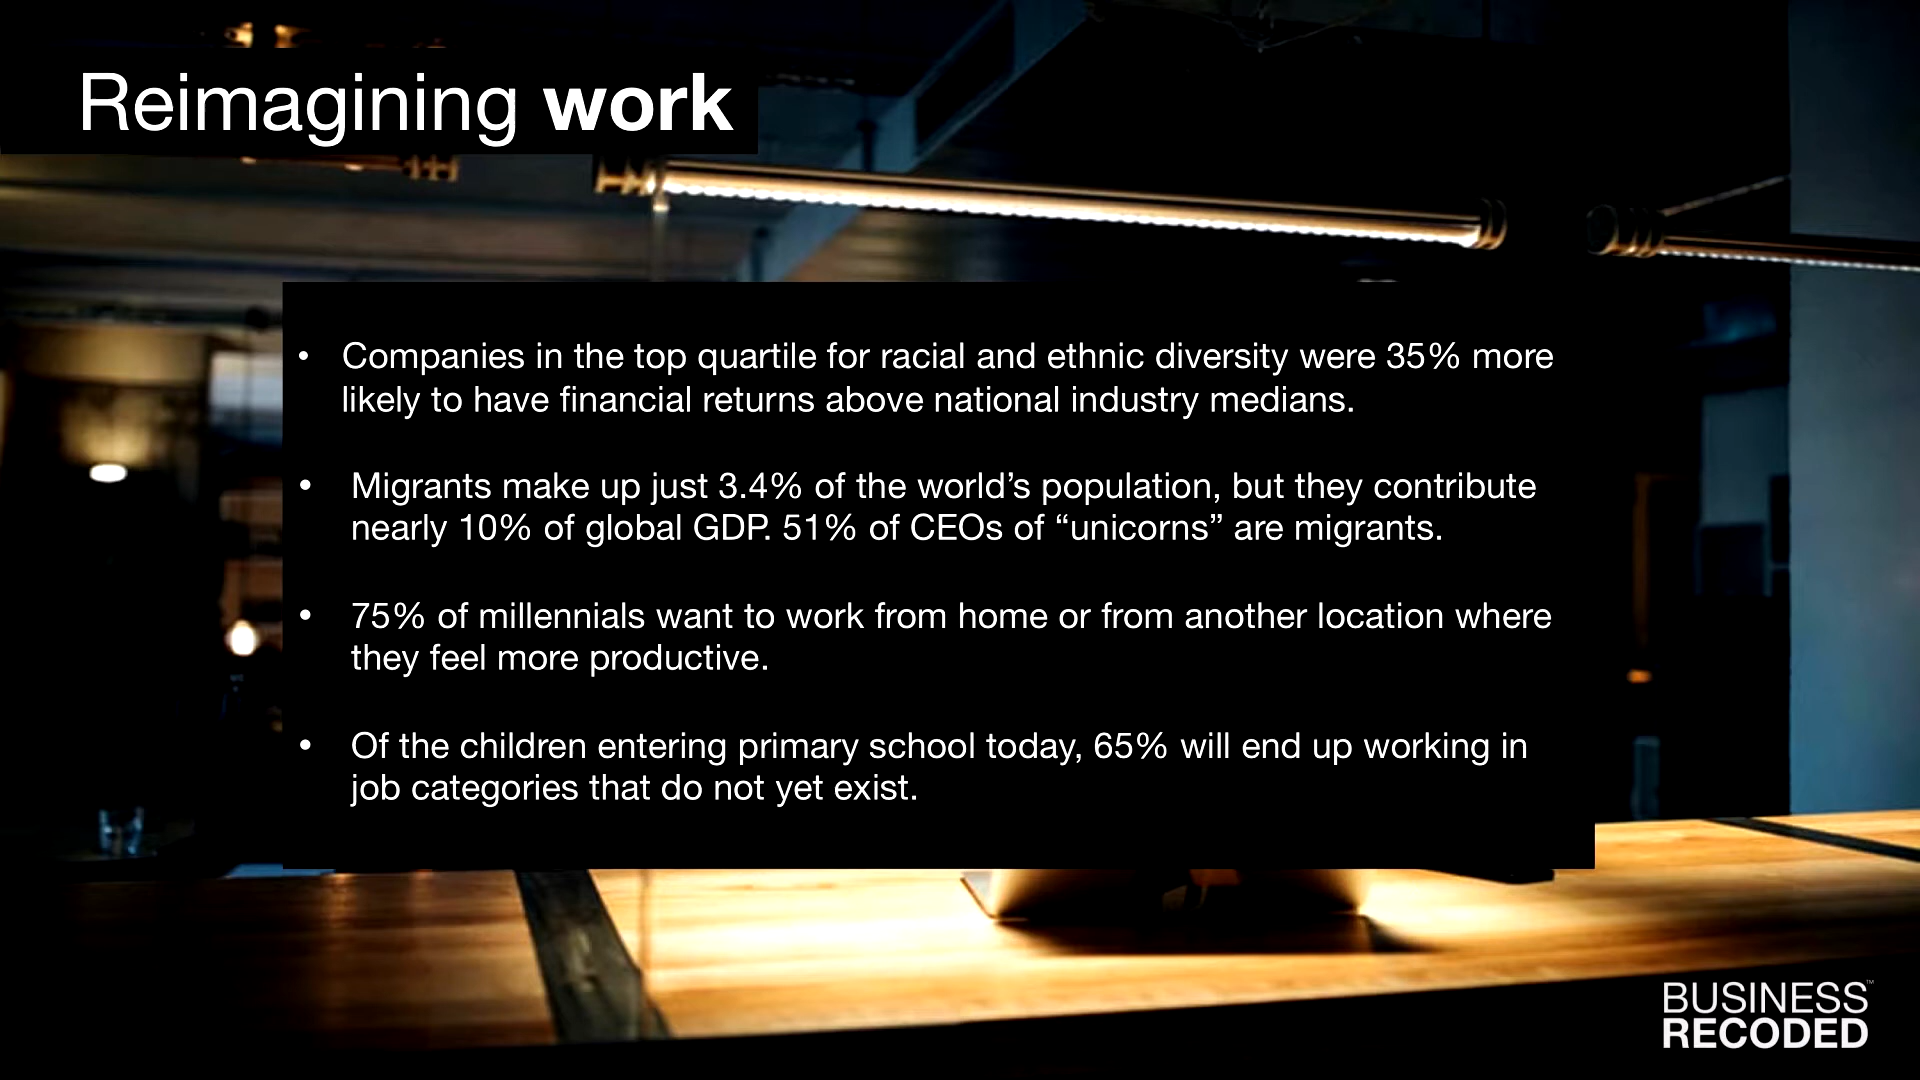 Reimagining work
• Companies in the top quartile for racial and ethnic diversity were 35% more
likely to have financial returns above national industry medians.
• Migrants make up just 3.4% of the world’s population, but they contribute
nearly 10% of global GDP. 51% of CEOs of “unicorns” are migrants.
• 75% of millennials want to work from home or from another location where
they feel more productive.
• Of the children entering primary school today, 65% will end up working in
job categories that do not yet exist.
BUSINESS™
RECODED